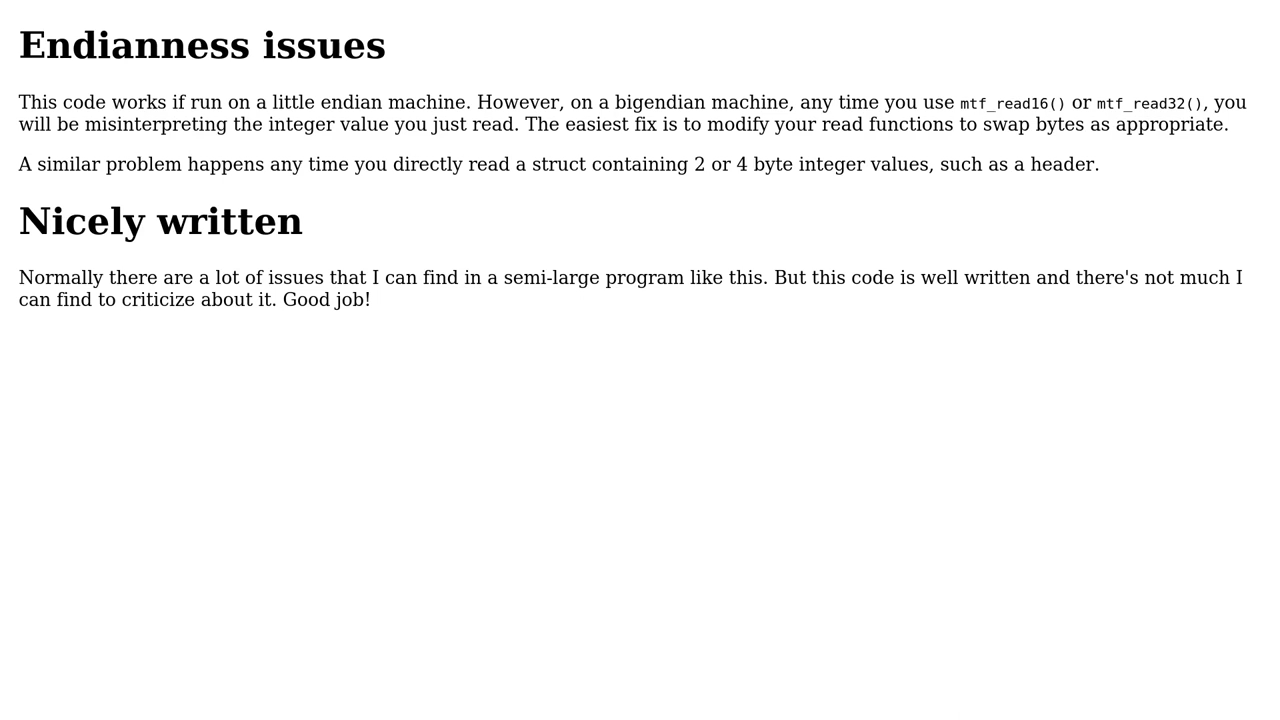 Endianness issues
This code works if run on a little endian machine. However, on a bigendian machine, any time you use mtf_read16() or mtf_read32(), you
will be misinterpreting the integer value you just read. The easiest fix is to modify your read functions to swap bytes as appropriate.
A similar problem happens any time you directly read a struct containing 2 or 4 byte integer values, such as a header.
Nicely written
Normally there are a lot of issues that I can find in a semi-large program like this. But this code is well written and there's not much I
can find to criticize about it. Good job!